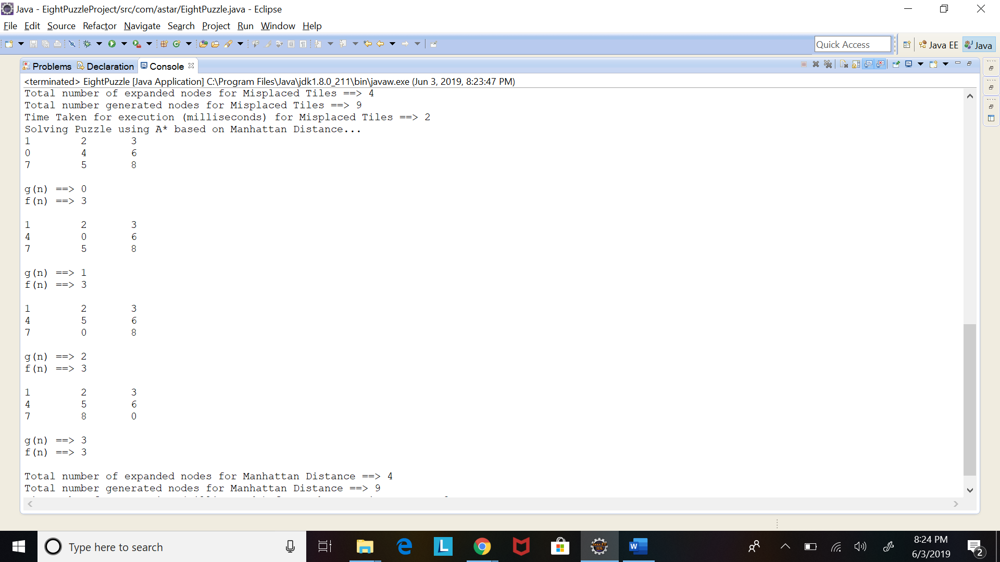 Java - EightPuzzleProject/src/com/astar/EightPuzzle.java - Eclipse
File Edit Source Refactor Navigate Search Project Run Window Help
Quick Access
Java EE
Java
Problems Declaration Console
<terminated> EightPuzzle [Java Application] C:\Program Files\Java\jdk1.8.0_211\bin\javaw.exe (Jun 3, 2019, 8:23:47 PM)
Total number of expanded nodes for Misplaced Tiles ==> 4
Total number generated nodes for Misplaced Tiles ==> 9
Time Taken for execution (milliseconds) for Misplaced Tiles ==> 2
Solving Puzzle using A* based on Manhattan Distance...
1 2 3
0 4 6
7 5 8
g(n) ==> 0
f(n) ==> 3
1 2 3
4 0 6
7 5 8
g(n) ==> 1
f(n) ==> 3
1 2 3
4 5 6
7 0 8
g(n) ==> 2
f(n) ==> 3
1 2 3
4 5 6
7 8 0
g(n) ==> 3
f(n) ==> 3
Total number of expanded nodes for Manhattan Distance ==> 4
Total number generated nodes for Manhattan Distance ==> 9
Type here to search
8:24 PM
6/3/2019
2